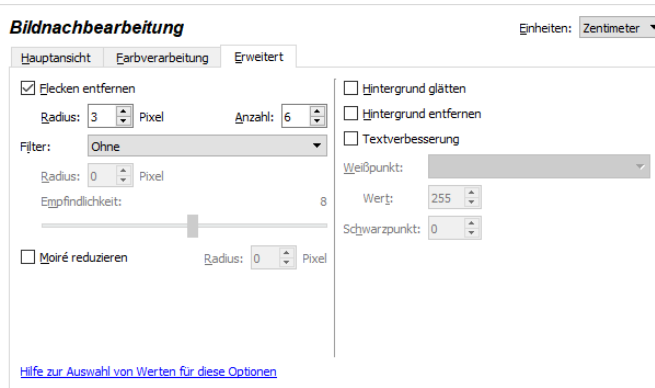 Bildnachbearbeitung
Einheiten: Zentimeter
Hauptansicht Farbverarbeitung Erweitert
Flecken entfernen
Radius: 3 Pixel Anzahl: 6
Filter: Ohne
Radius: 0 Pixel
Empfindlichkeit: 8
Moiré reduzieren Radius: 0 Pixel
Hintergrund glätten
Hintergrund entfernen
Textverbesserung
Weißpunkt:
Wert: 255
Schwarzpunkt: 0
Hilfe zur Auswahl von Werten für diese Optionen